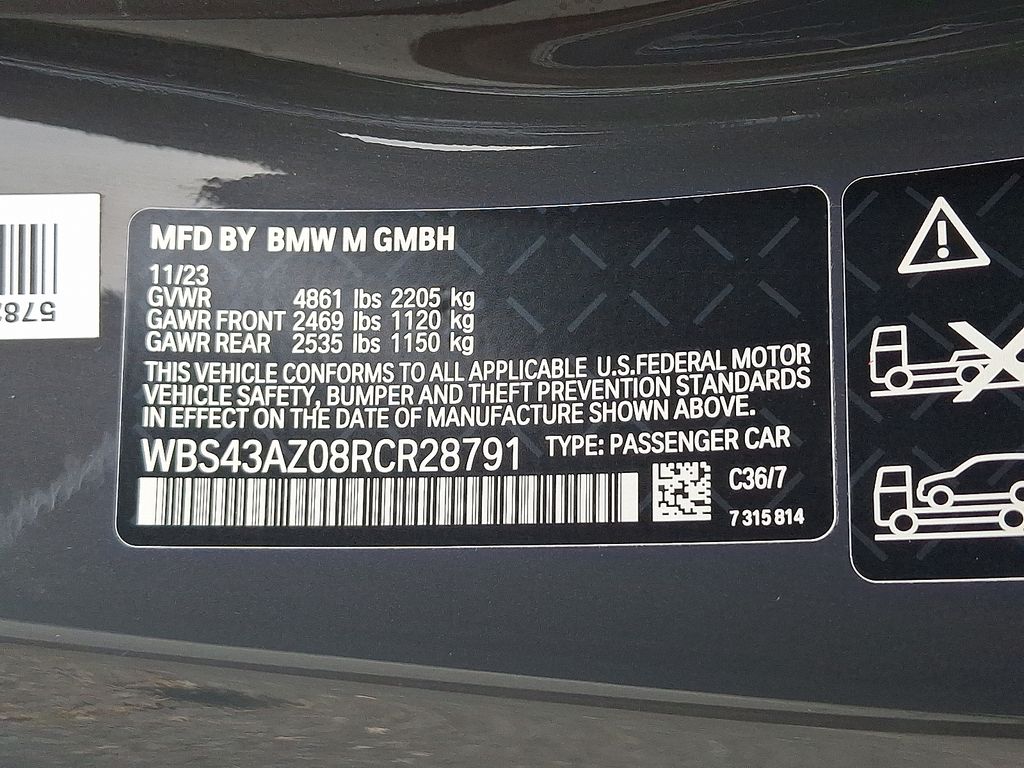 MFD BY BMW M GMBH
11/23
GVWR 4861 lbs 2205 kg
GAWR FRONT 2469 lbs 1120 kg
GAWR REAR 2535 lbs 1150 kg
THIS VEHICLE CONFORMS TO ALL APPLICABLE U.S.FEDERAL MOTOR
VEHICLE SAFETY, BUMPER AND THEFT PREVENTION STANDARDS
IN EFFECT ON THE DATE OF MANUFACTURE SHOWN ABOVE.
WBS43AZ08RCR28791 TYPE: PASSENGER CAR
C36/7
7 315 814